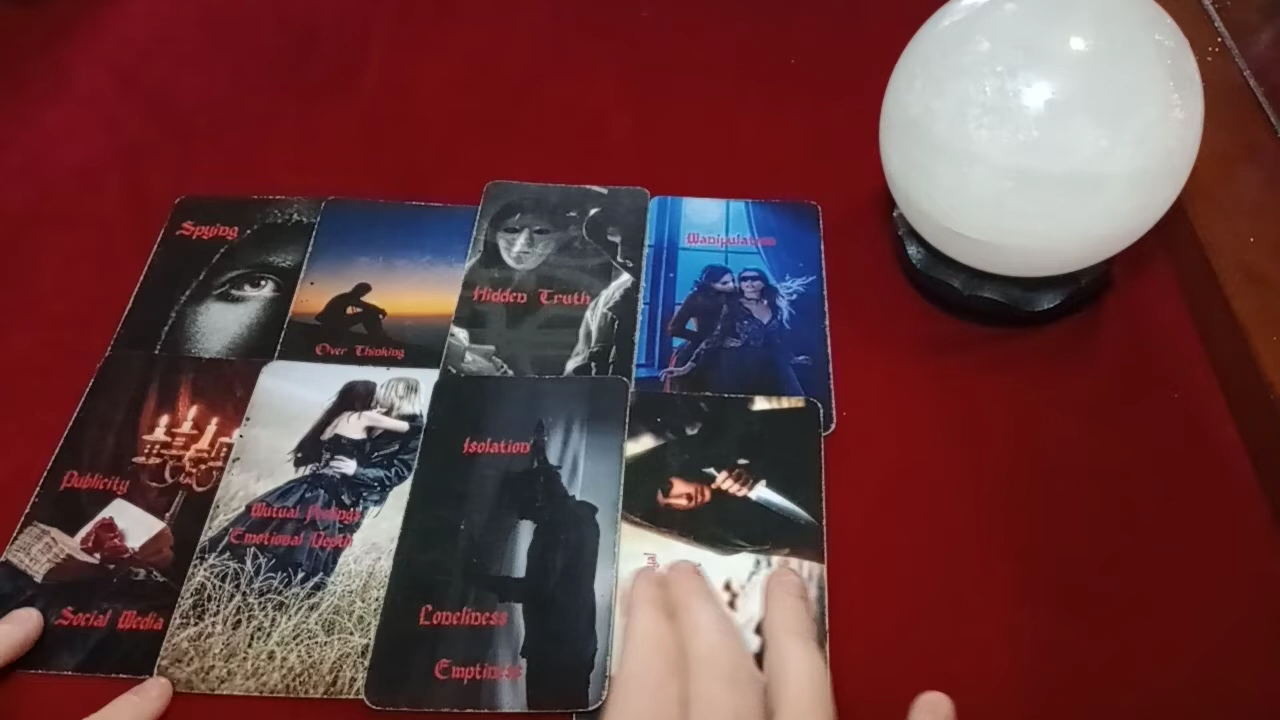 Spying
Over Thinking
Hidden Truth
Manipulation
Publicity
Social Media
Mutual Feelings
Emotional Depth
Isolation
Loneliness
Emptiness